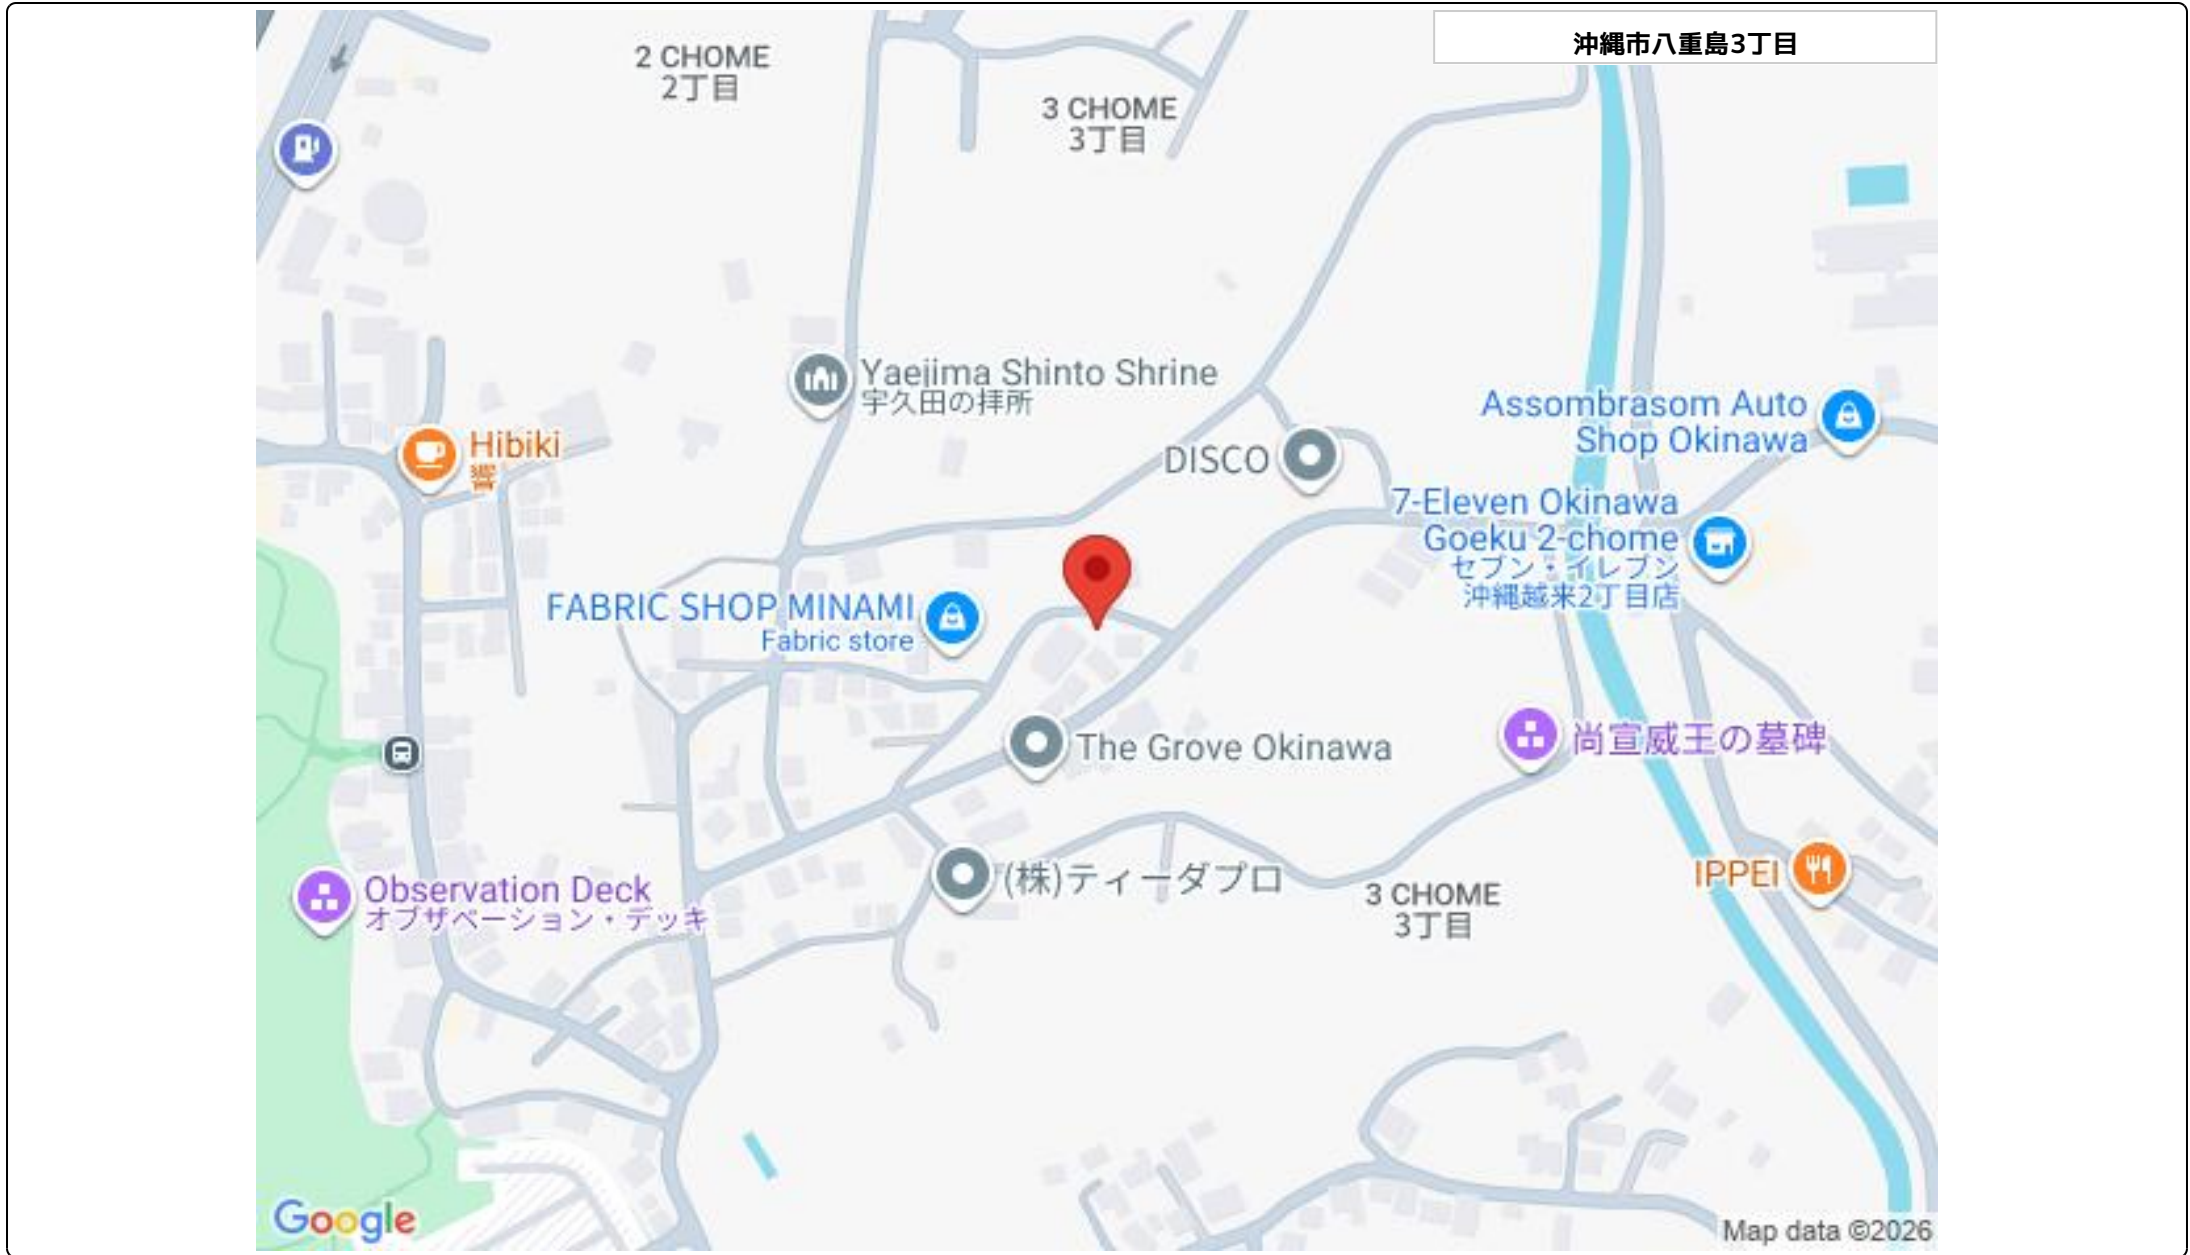 沖縄市八重島3丁目
2 CHOME
2丁目
3 CHOME
3丁目
Yaejima Shinto Shrine
宇久田の拝所
Hibiki
響
DISCO
Assombrasom Auto
Shop Okinawa
7-Eleven Okinawa
Goeku 2-chome
セブン・イレブン
沖縄越来2丁目店
FABRIC SHOP MINAMI
Fabric store
The Grove Okinawa
尚宣威王の墓碑
Observation Deck
オブザベーション・デッキ
(株)ティーダプロ
3 CHOME
3丁目
IPPEI
Google
Map data ©2026